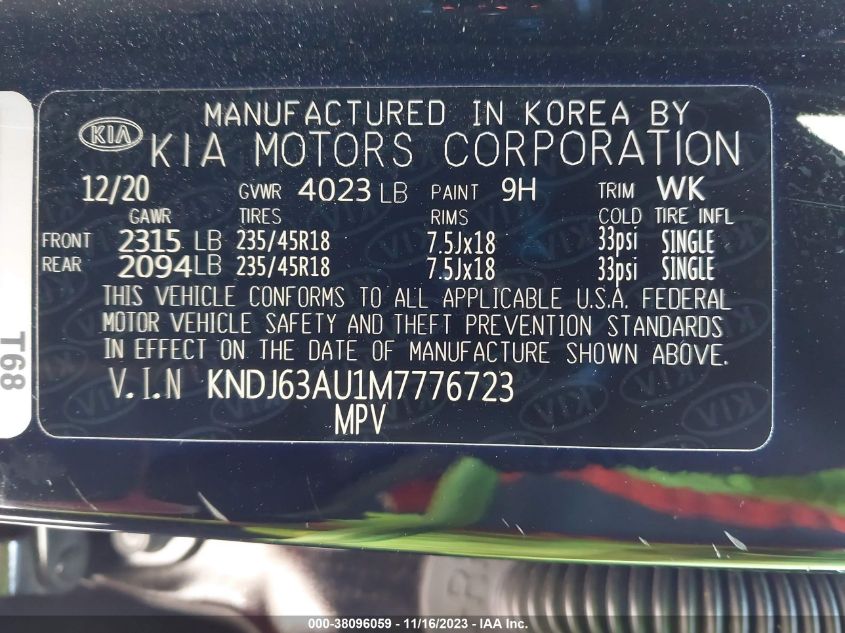 MANUFACTURED IN KOREA BY
KIA KIA MOTORS CORPORATION
12/20 GVWR 4023 LB PAINT 9H TRIM WK
GAWR TIRES RIMS COLD TIRE INFL
FRONT 2315 LB 235/45R18 7.5Jx18 33psi SINGLE
REAR 2094 LB 235/45R18 7.5Jx18 33psi SINGLE
THIS VEHICLE CONFORMS TO ALL APPLICABLE U.S.A. FEDERAL
MOTOR VEHICLE SAFETY AND THEFT PREVENTION STANDARDS
IN EFFECT ON THE DATE OF MANUFACTURE SHOWN ABOVE.
V.I.N KNDJ63AU1M7776723
MPV
T68
000-38096059 - 11/16/2023 - IAA Inc.